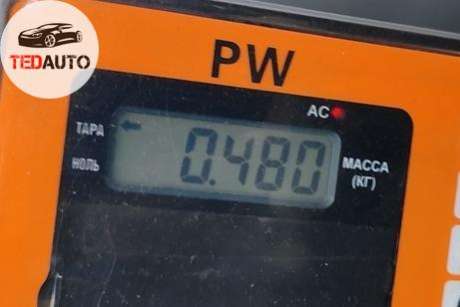 TEDAUTO
PW
AC
ТАРА
0.480
НОЛЬ
МАССА
(КГ)